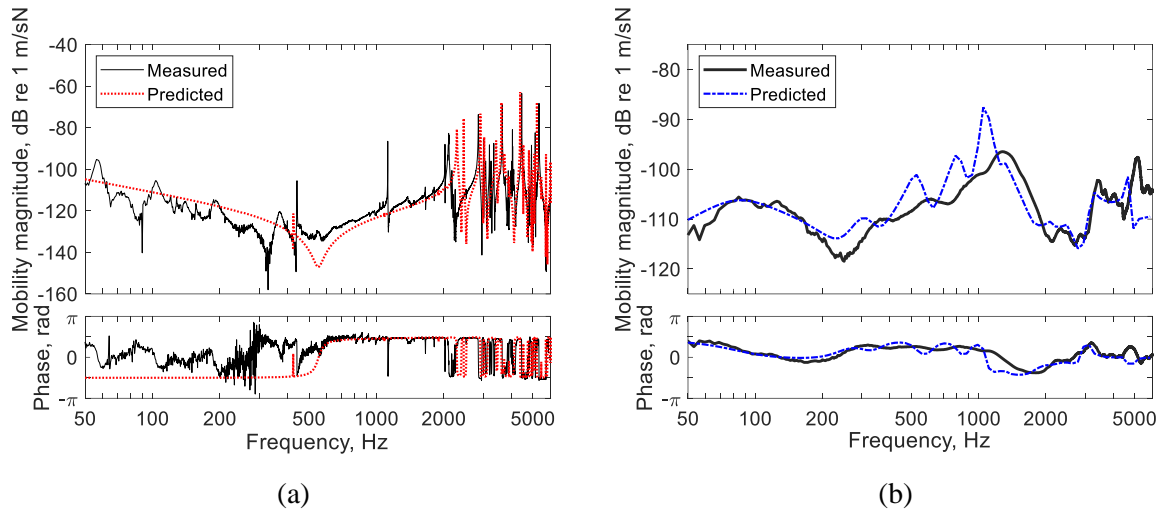 Mobility magnitude, dB re 1 m/sN
-40
-60
-80
-100
-120
-140
-160
Measured
Predicted
Phase, rad
π
0
-π
50 100 200 500 1000 2000 5000
Frequency, Hz
(a)
Mobility magnitude, dB re 1 m/sN
-80
-90
-100
-110
-120
Measured
Predicted
Phase, rad
π
0
-π
50 100 200 500 1000 2000 5000
Frequency, Hz
(b)